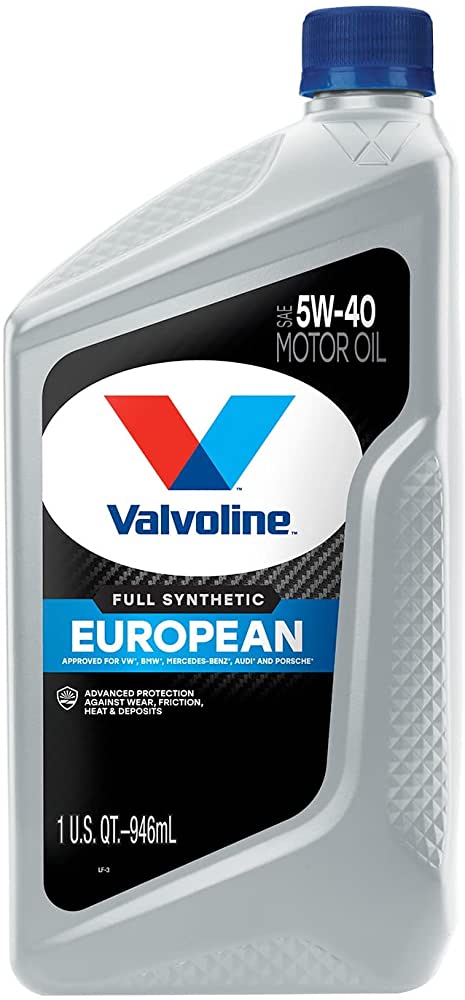 SAE 5W-40
MOTOR OIL
Valvoline™
FULL SYNTHETIC
EUROPEAN
APPROVED FOR VW*, BMW*, MERCEDES-BENZ*, AUDI* AND PORSCHE*
ADVANCED PROTECTION
AGAINST WEAR, FRICTION,
HEAT & DEPOSITS
1 U.S. QT.–946mL
LF-3